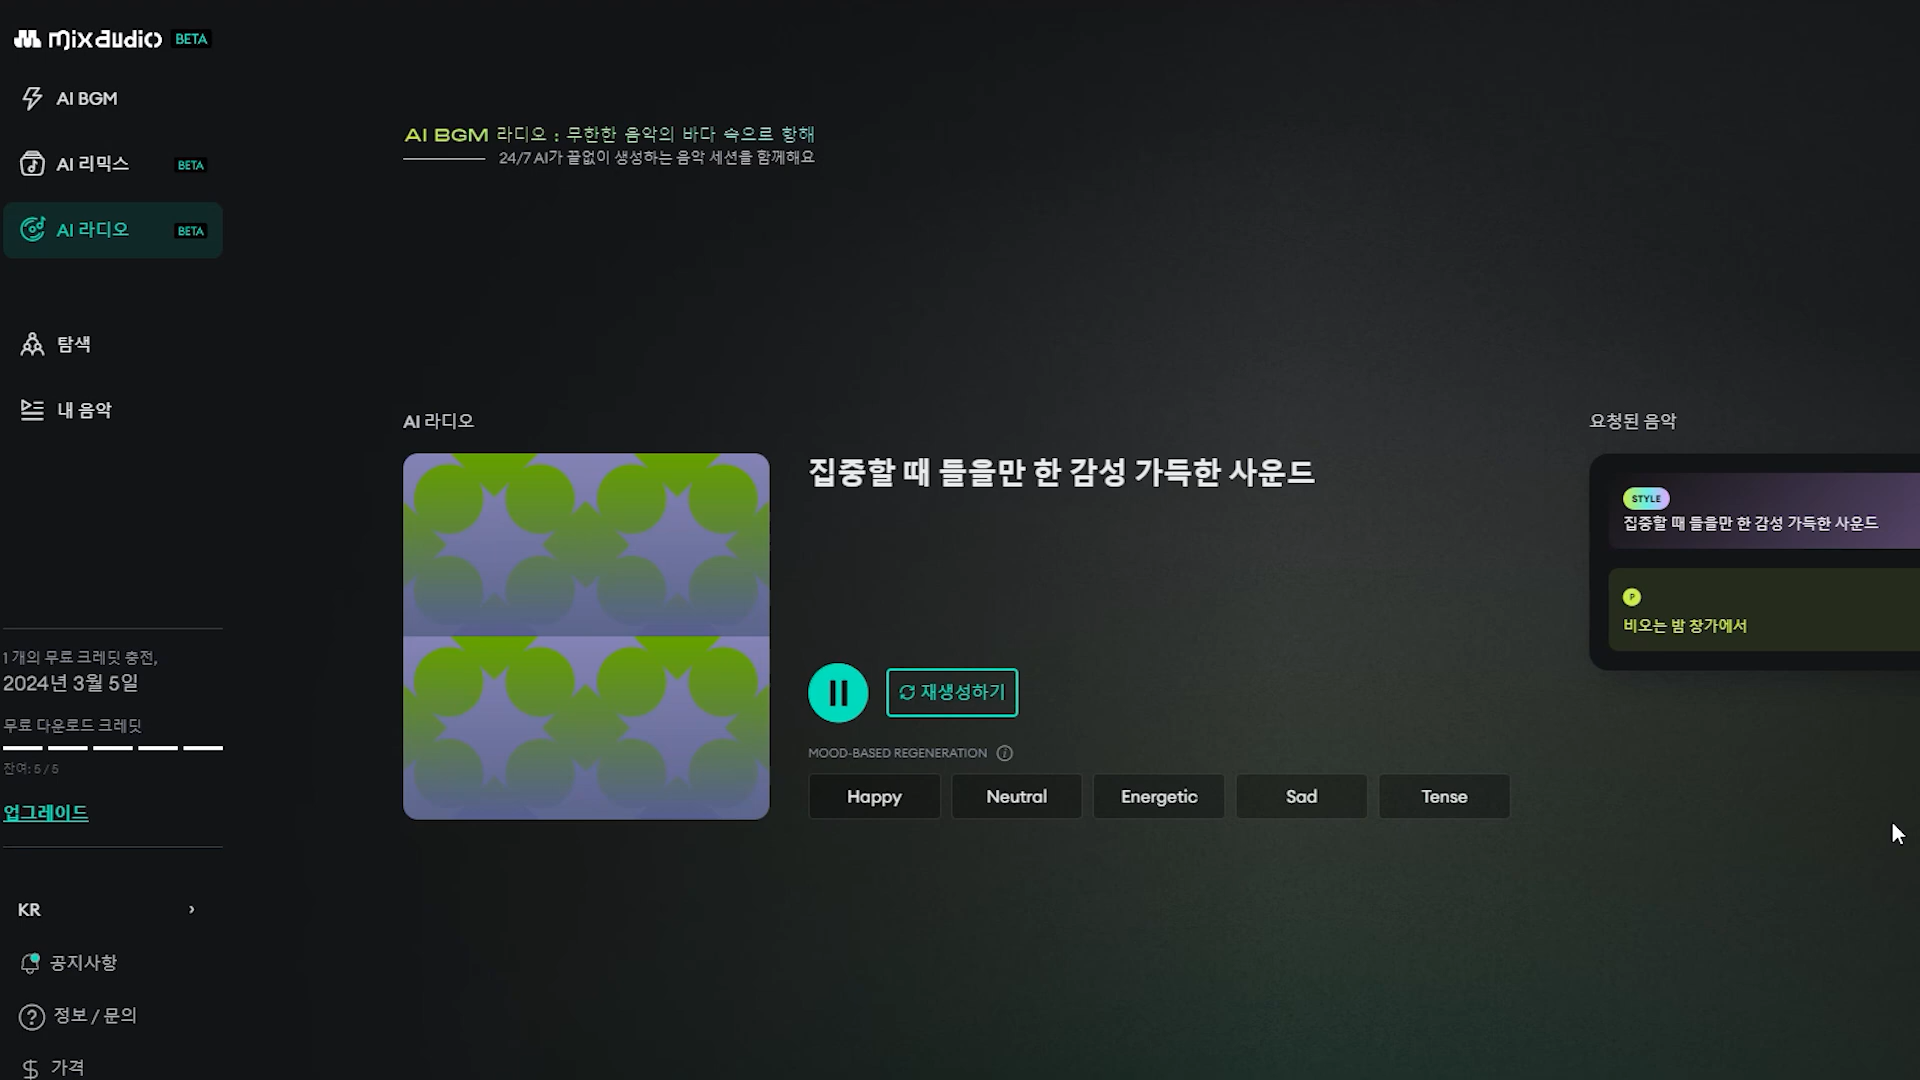 mixaudio BETA
AI BGM
AI 리믹스 BETA
AI 라디오 BETA
탐색
내 음악
1개의 무료 크레딧 충전,
2024년 3월 5일
무료 다운로드 크레딧
잔여: 5 / 5
업그레이드
KR
공지사항
정보 / 문의
가격
AI BGM 라디오 : 무한한 음악의 바다 속으로 항해
24/7 AI가 끝없이 생성하는 음악 세션을 함께해요
AI 라디오
집중할 때 들을만 한 감성 가득한 사운드
재생성하기
MOOD-BASED REGENERATION
Happy Neutral Energetic Sad Tense
요청된 음악
STYLE
집중할 때 들을만 한 감성 가득한 사운드
P
비오는 밤 창가에서